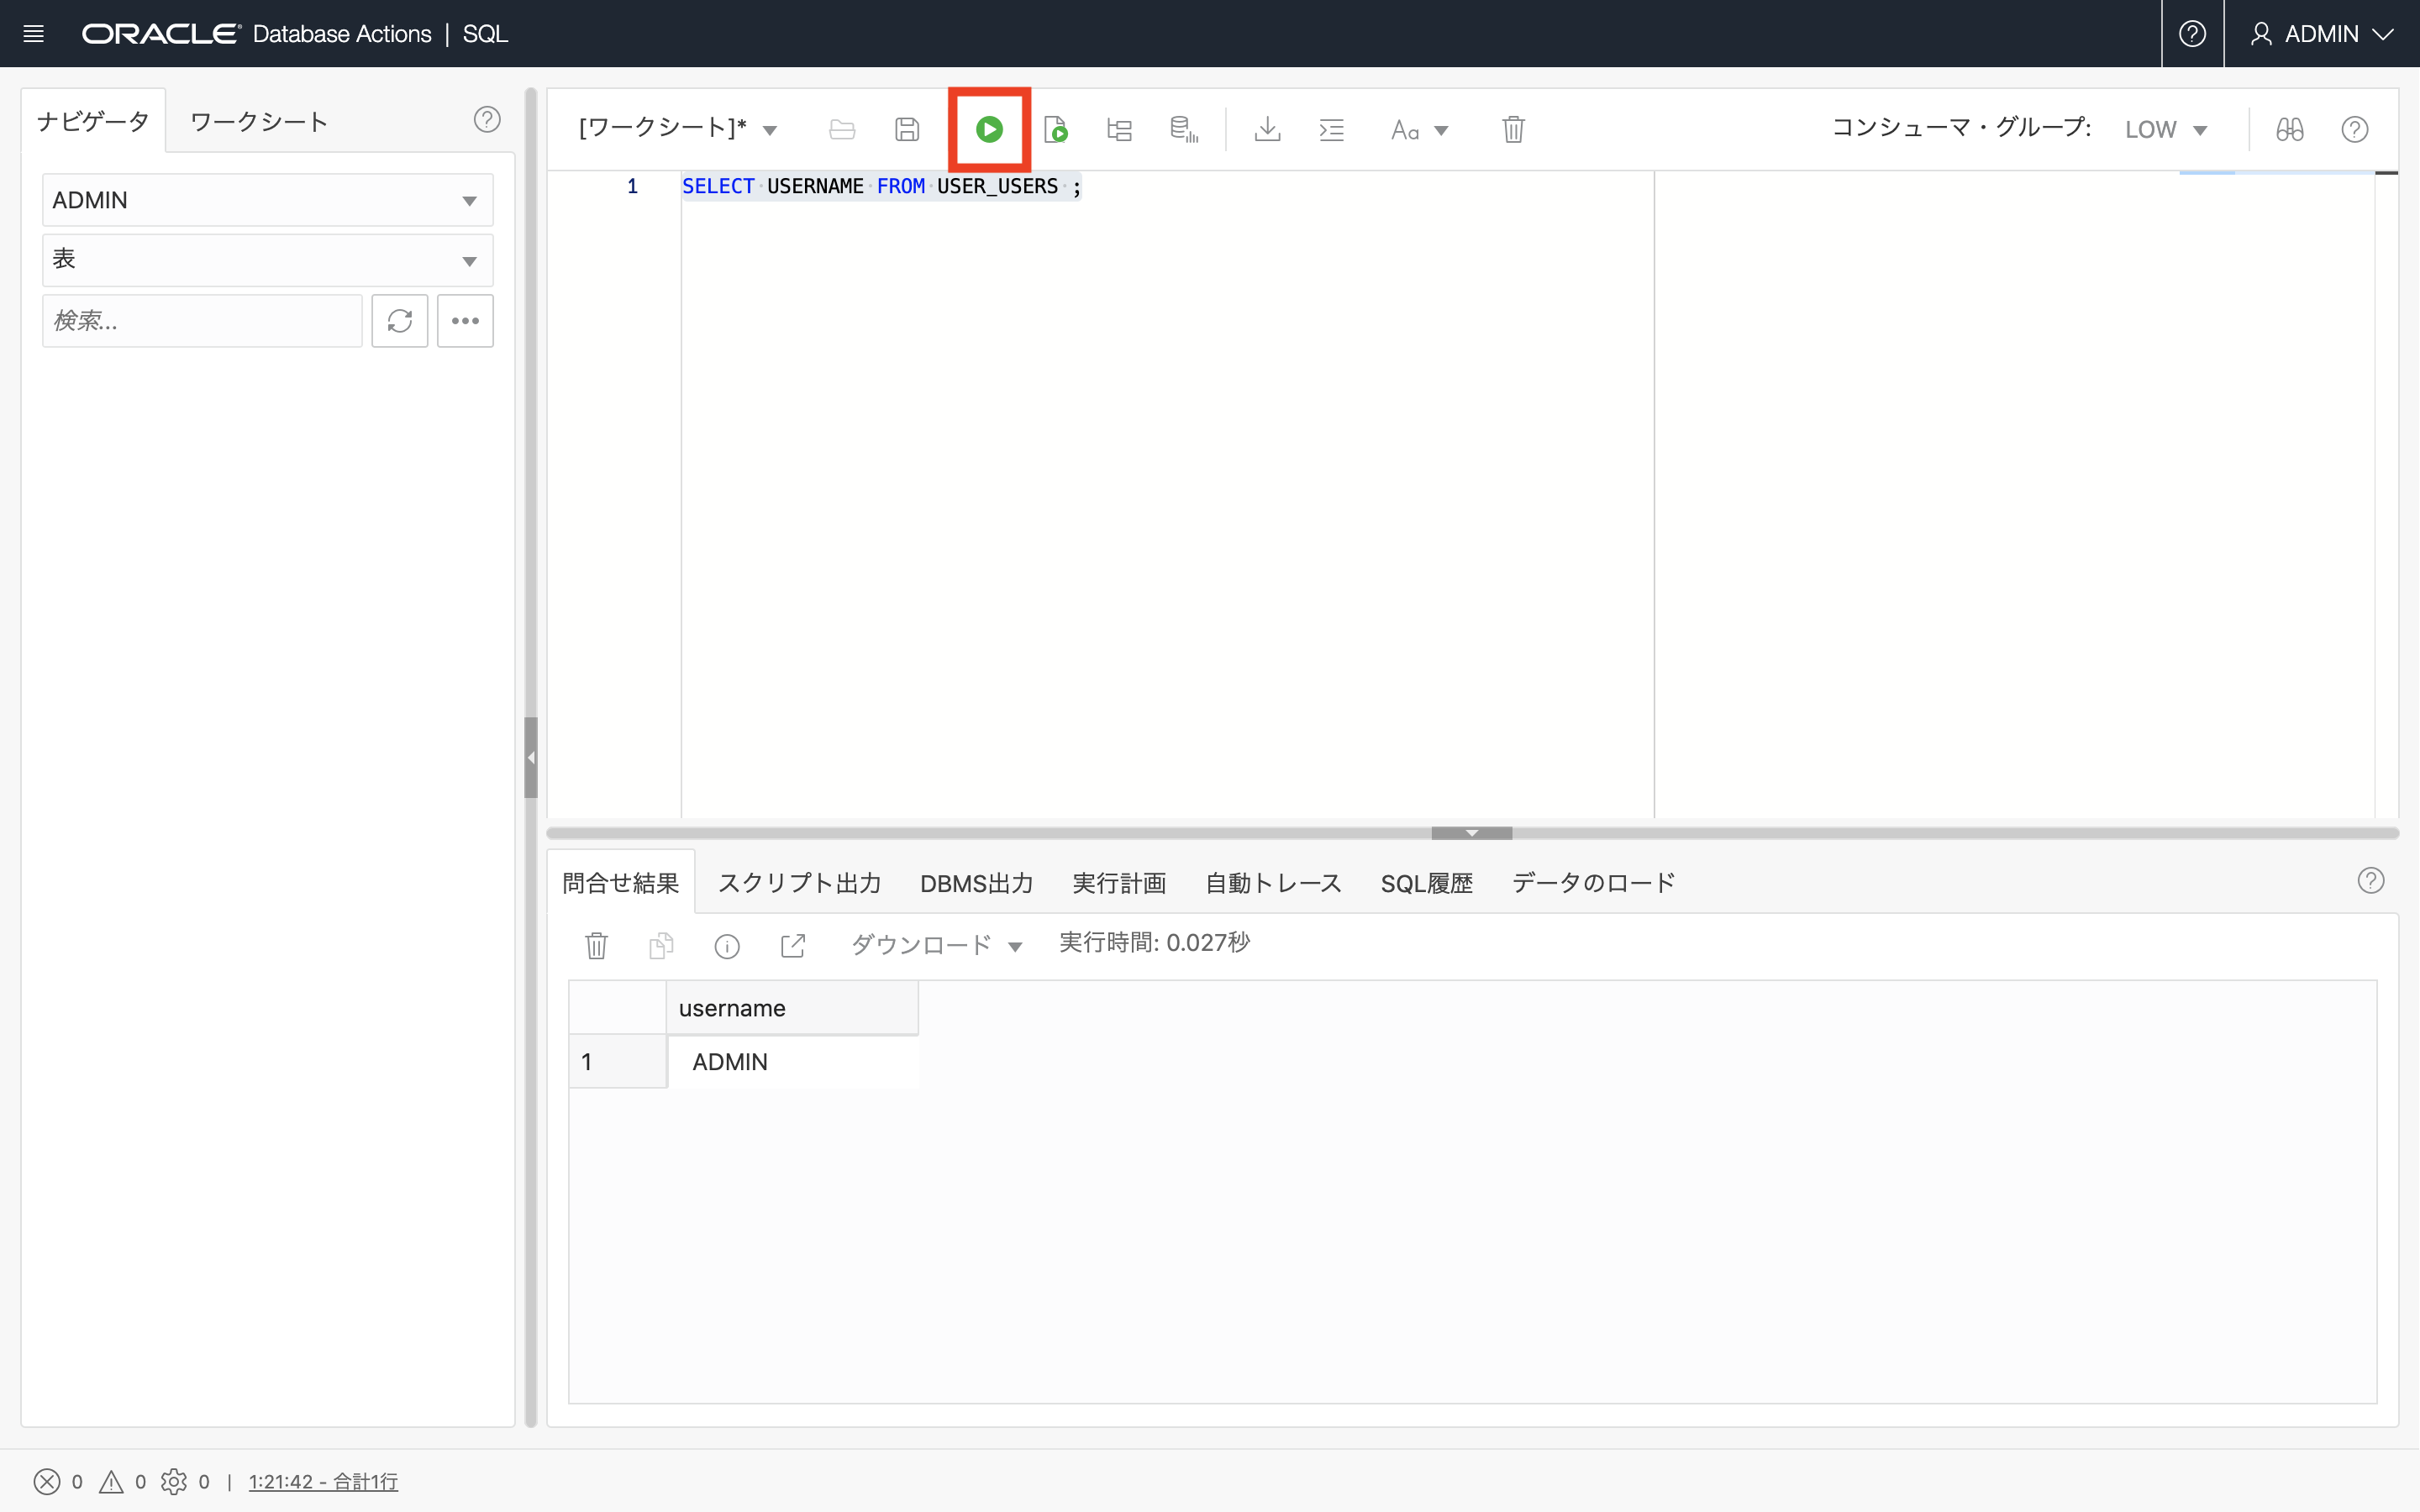 ORACLE Database Actions | SQL
ADMIN
ナビゲータ
ワークシート
ADMIN
表
検索...
[ワークシート]*
Aa
コンシューマ・グループ:
LOW
1
SELECT USERNAME FROM USER_USERS ;
問合せ結果
スクリプト出力
DBMS出力
実行計画
自動トレース
SQL履歴
データのロード
ダウンロード
実行時間: 0.027秒
username
1
ADMIN
0
0
0
|
1:21:42 - 合計1行